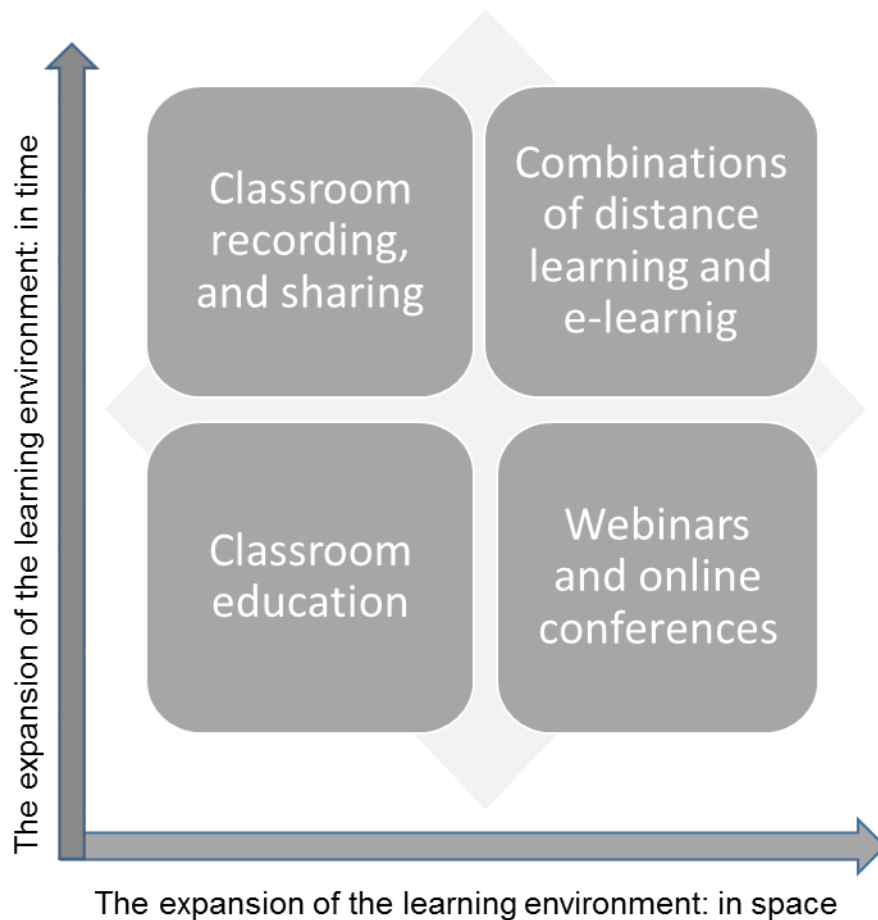 The expansion of the learning environment: in time
Classroom
recording,
and sharing
Combinations
of distance
learning and
e-learnig
Classroom
education
Webinars
and online
conferences
The expansion of the learning environment: in space